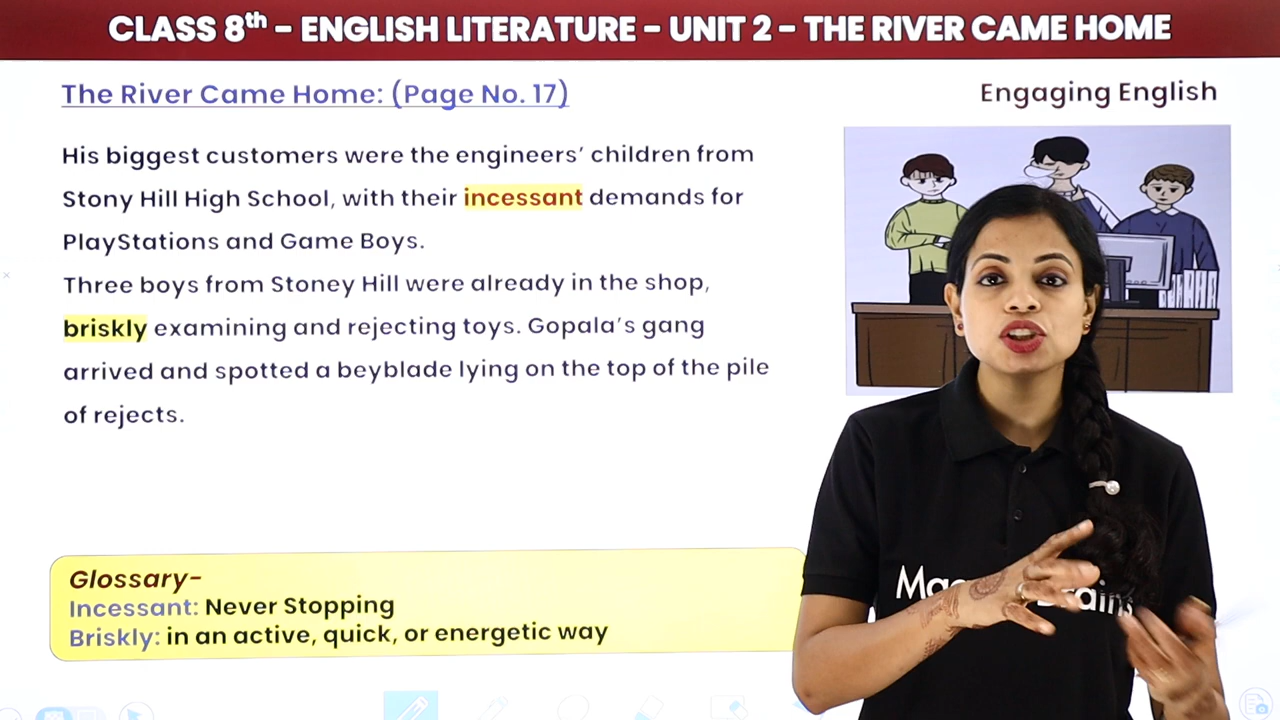 CLASS 8th - ENGLISH LITERATURE - UNIT 2 - THE RIVER CAME HOME
The River Came Home: (Page No. 17)
Engaging English
His biggest customers were the engineers' children from
Stony Hill High School, with their incessant demands for
PlayStations and Game Boys.
Three boys from Stoney Hill were already in the shop,
briskly examining and rejecting toys. Gopala's gang
arrived and spotted a beyblade lying on the top of the pile
of rejects.
Glossary-
Incessant: Never Stopping
Briskly: in an active, quick, or energetic way